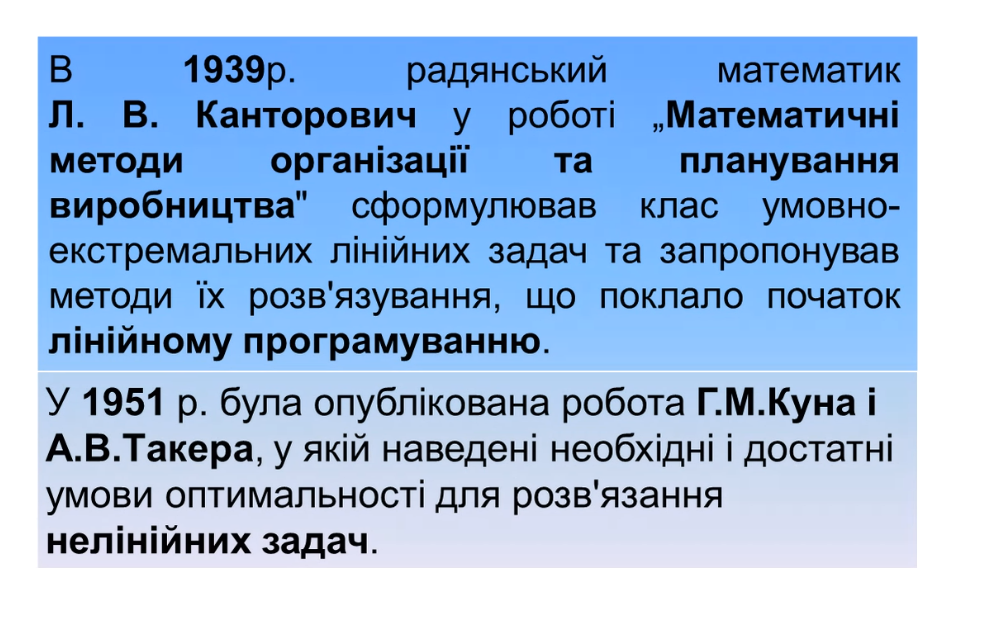 В 1939р. радянський математик
Л. В. Канторович у роботі „Математичні
методи організації та планування
виробництва" сформулював клас умовно-
екстремальних лінійних задач та запропонував
методи їх розв'язування, що поклало початок
лінійному програмуванню.
У 1951 р. була опублікована робота Г.М.Куна і
А.В.Такера, у якій наведені необхідні і достатні
умови оптимальності для розв'язання
нелінійних задач.